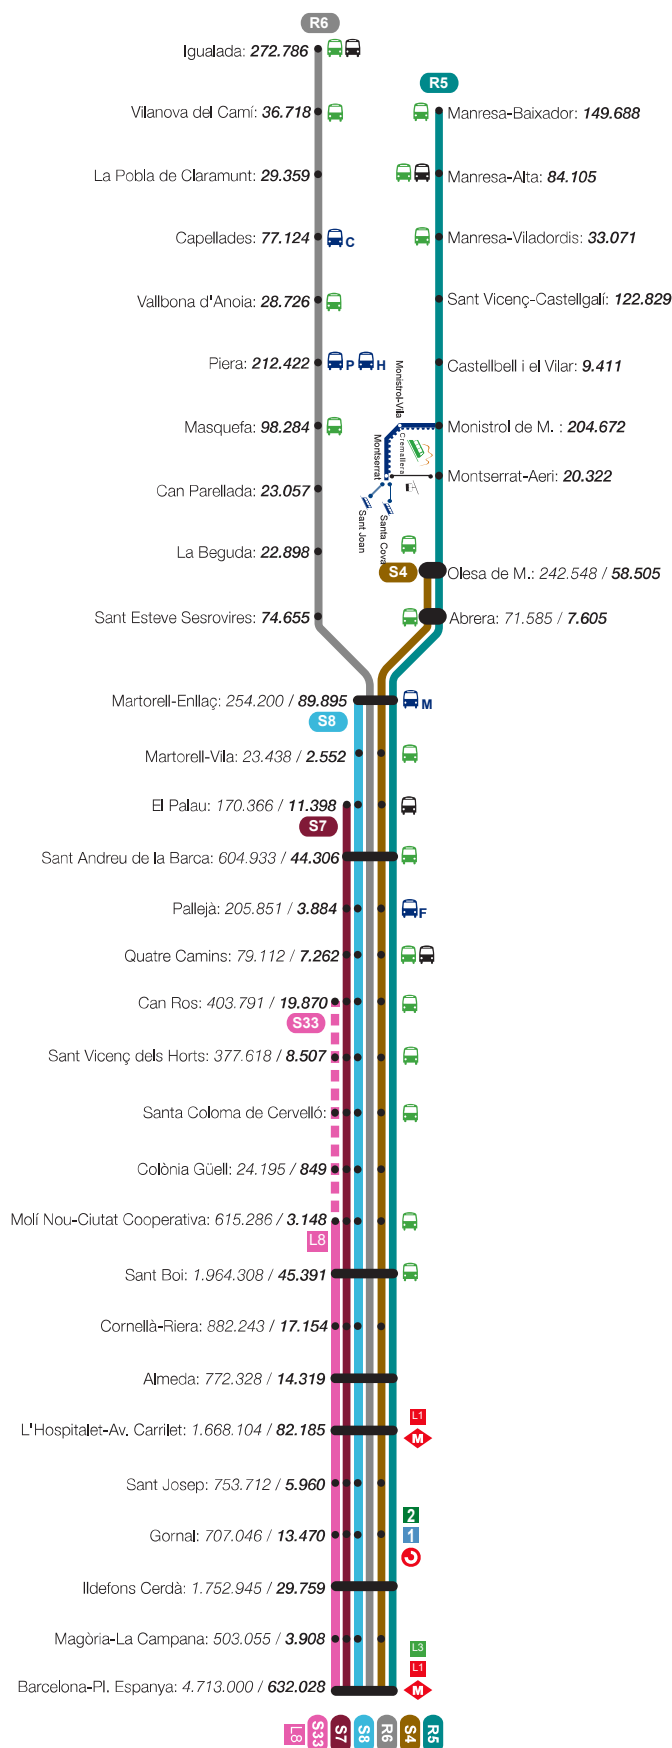 R6
Igualada: 272.786
R5
Vilanova del Camí: 36.718
Manresa-Baixador: 149.688
La Pobla de Claramunt: 29.359
Manresa-Alta: 84.105
Capellades: 77.124
C
Manresa-Viladordis: 33.071
Vallbona d'Anoia: 28.726
Sant Vicenç-Castellgalí: 122.829
Piera: 212.422
P
H
Castellbell i el Vilar: 9.411
Monistrol-Vila
Masquefa: 98.284
Cremallera
Monistrol de M. : 204.672
Montserrat
Montserrat-Aeri: 20.322
Can Parellada: 23.057
Sant Joan
Santa Cova
La Beguda: 22.898
S4
Olesa de M.: 242.548 / 58.505
Sant Esteve Sesrovires: 74.655
Abrera: 71.585 / 7.605
Martorell-Enllaç: 254.200 / 89.895
M
S8
Martorell-Vila: 23.438 / 2.552
El Palau: 170.366 / 11.398
S7
Sant Andreu de la Barca: 604.933 / 44.306
Pallejà: 205.851 / 3.884
F
Quatre Camins: 79.112 / 7.262
Can Ros: 403.791 / 19.870
S33
Sant Vicenç dels Horts: 377.618 / 8.507
Santa Coloma de Cervelló:
Colònia Güell: 24.195 / 849
Molí Nou-Ciutat Cooperativa: 615.286 / 3.148
L8
Sant Boi: 1.964.308 / 45.391
Cornellà-Riera: 882.243 / 17.154
Almeda: 772.328 / 14.319
L1
L'Hospitalet-Av. Carrilet: 1.668.104 / 82.185
M
Sant Josep: 753.712 / 5.960
2
Gornal: 707.046 / 13.470
1
Ildefons Cerdà: 1.752.945 / 29.759
Magòria-La Campana: 503.055 / 3.908
L3
L1
Barcelona-Pl. Espanya: 4.713.000 / 632.028
M
L8
S33
S7
S8
R6
S4
R5